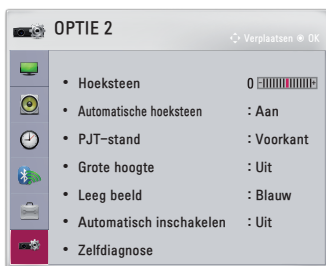 OPTIE 2
Verplaatsen OK
• Hoeksteen 0
• Automatische hoeksteen : Aan
• PJT-stand : Voorkant
• Grote hoogte : Uit
• Leeg beeld : Blauw
• Automatisch inschakelen : Uit
• Zelfdiagnose